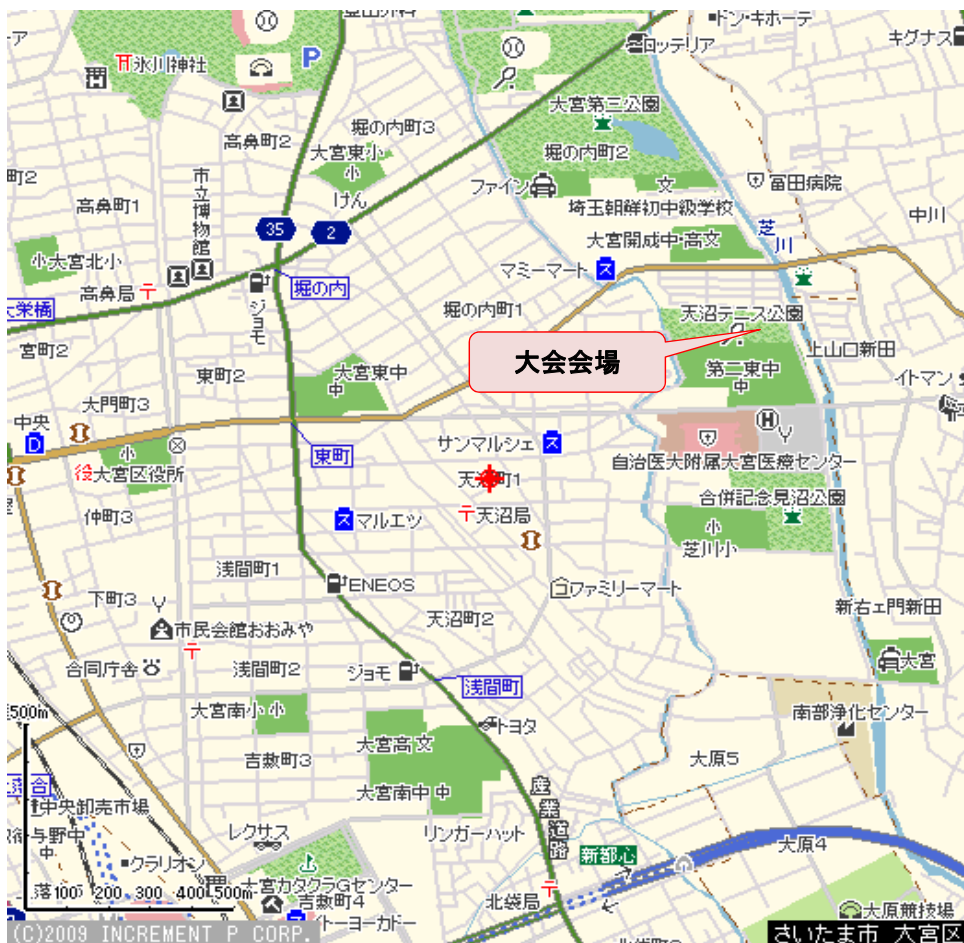 ドン・キホーテ
キグナス
ロッテリア
氷川神社
P
大宮第三公園
高鼻町2
堀の内町3
大宮東小
小
堀の内町2
ファイン
文
富田病院
けん
埼玉朝鮮初中級学校
町2
高鼻町1
市立博物館
中川
35
2
大宮開成中・高文
芝川
小大宮北小
マミーマート
高鼻局
堀の内
ジョモ
堀の内町1
天沼テニス公園
大栄橋
宮町2
大会会場
上山口新田
東町2
大宮東中
中
第二東中
中
イトマン
大門町3
中央
D
サンマルシェ
H
東町
小
役大宮区役所
自治医大附属大宮医療センター
天沼町1
合併記念見沼公園
仲町3
マルエツ
天沼局
小
芝川小
浅間町1
ENEOS
ファミリーマート
下町3
天沼町2
新右ェ門新田
市民会館おおみや
合同庁舎
浅間町2
ジョモ
大宮
浅間町
500m
大宮南小 小
トヨタ
南部浄化センター
大宮高 文
吉敷町3
大原5
大宮南中 中
産業道路
中央卸売市場
レクサス
リンガーハット
与野中
中
新都心
大原4
クラリオン
100 200 300 400 500m
大宮カタクラGセンター
吉敷町4
北袋局
大原競技場
イトーヨーカドー
(C)2009 INCREMENT P CORP.
さいたま市 大宮区